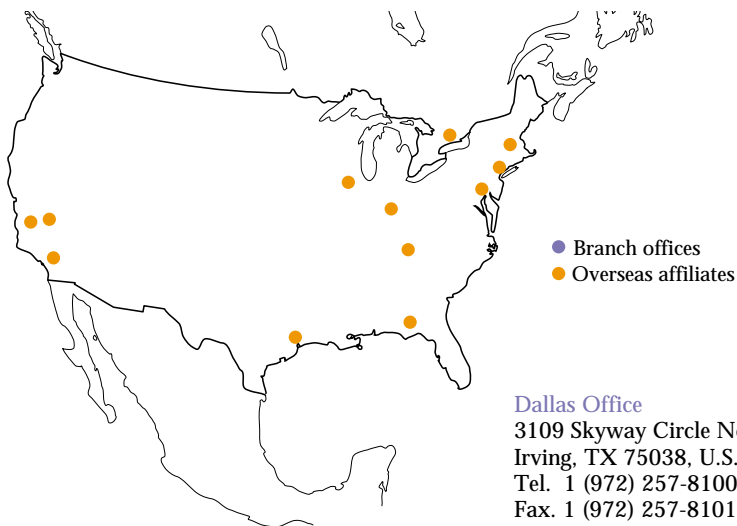 Branch offices
Overseas affiliates
Dallas Office
3109 Skyway Circle
Irving, TX 75038, U.S.
Tel. 1 (972) 257-8100
Fax. 1 (972) 257-8101